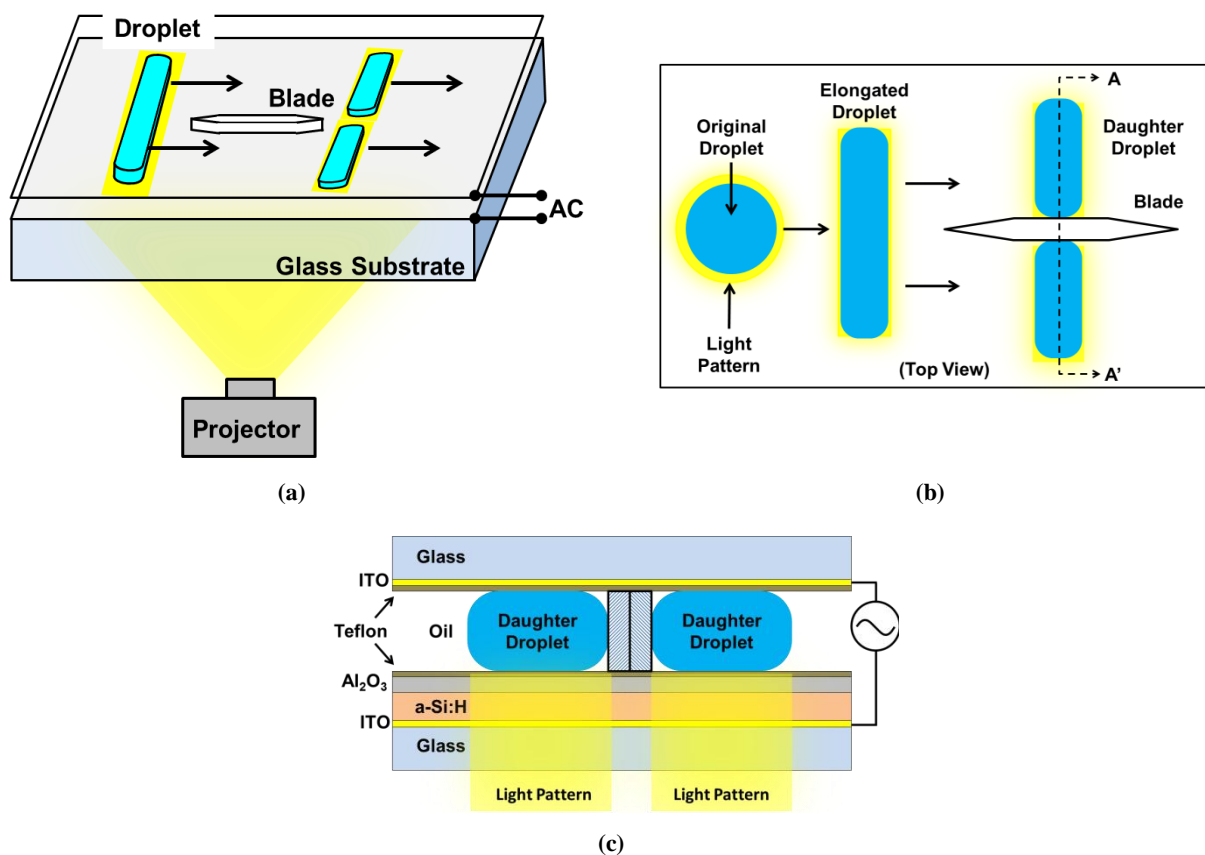 Droplet
Blade
AC
Glass Substrate
Projector
(a)
A
Elongated
Droplet
Original
Droplet
Daughter
Droplet
Blade
Light
Pattern
(Top View)
A'
(b)
Glass
ITO
Teflon
Oil
Daughter
Droplet
Daughter
Droplet
Al₂O₃
a-Si:H
ITO
Glass
Light Pattern
Light Pattern
(c)